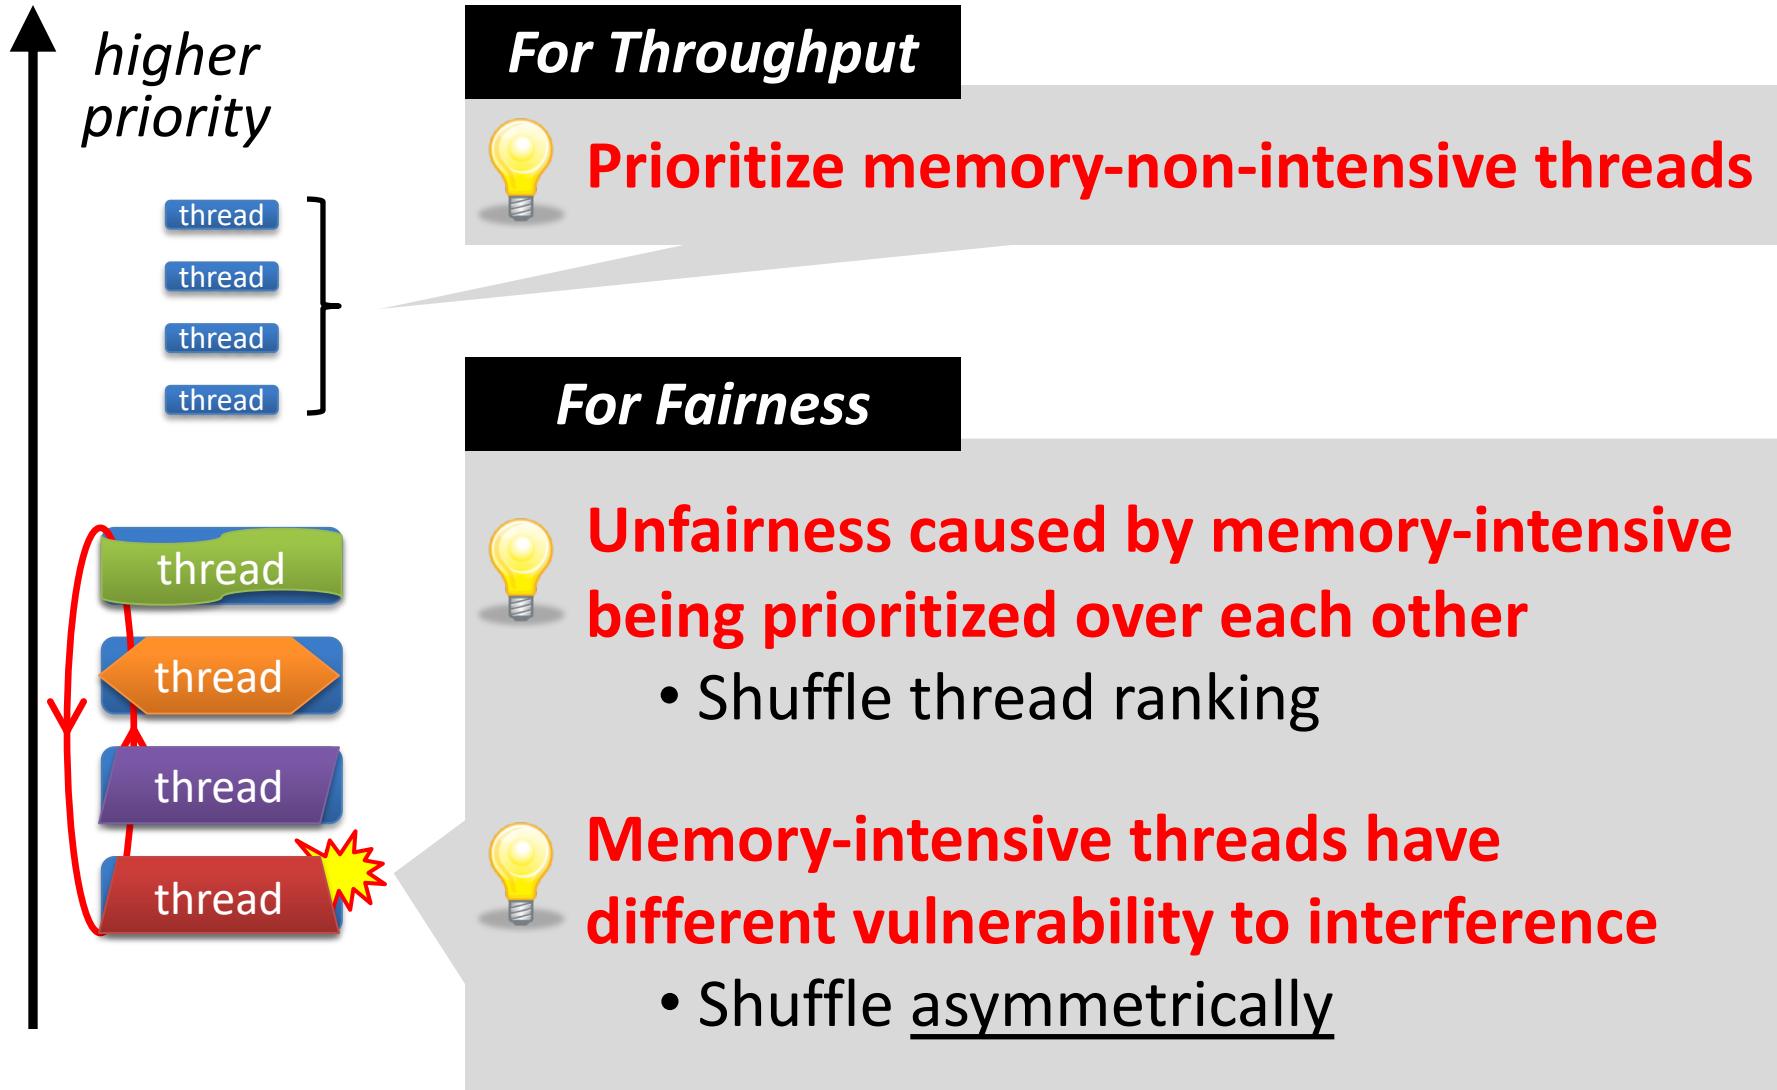 higher
priority
thread
thread
thread
thread
thread
thread
thread
thread
For Throughput
Prioritize memory-non-intensive threads
For Fairness
Unfairness caused by memory-intensive
being prioritized over each other
• Shuffle thread ranking
Memory-intensive threads have
different vulnerability to interference
• Shuffle asymmetrically